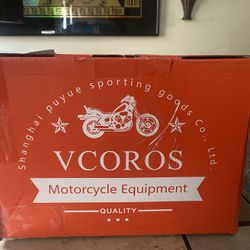 Shanghai puyue sporting goods Co., Ltd.
VCOROS
Motorcycle Equipment
QUALITY